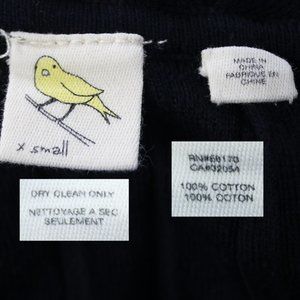 x small
MADE IN
CHINA
FABRIQUE EN
CHINE
DRY CLEAN ONLY
NETTOYAGE A SEC
SEULEMENT
RN#66170
CA#32054
100% COTTON
100% COTON